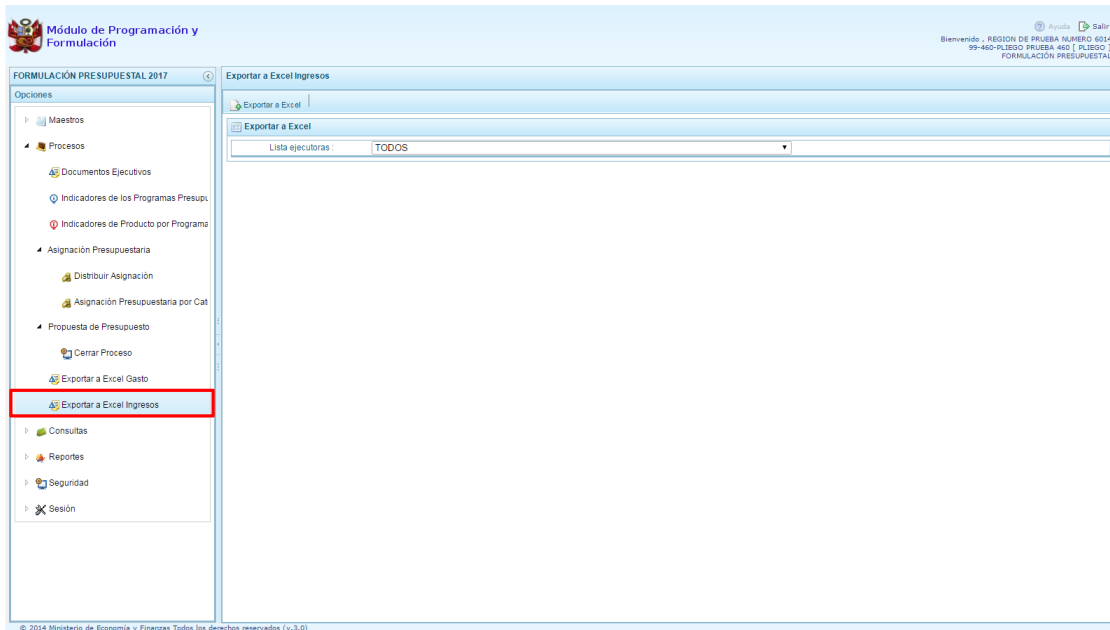 Módulo de Programación y
Formulación
Ayuda Salir
Bienvenido . REGION DE PRUEBA NUMERO 6014
99-460-PLIEGO PRUEBA 460 [ PLIEGO ]
FORMULACIÓN PRESUPUESTAL
FORMULACIÓN PRESUPUESTAL 2017
Exportar a Excel Ingresos
Opciones
Exportar a Excel
Maestros
Exportar a Excel
Lista ejecutoras : TODOS
Procesos
Documentos Ejecutivos
Indicadores de los Programas Presupu
Indicadores de Producto por Programa
Asignación Presupuestaria
Distribuir Asignación
Asignación Presupuestaria por Cate
Propuesta de Presupuesto
Cerrar Proceso
Exportar a Excel Gasto
Exportar a Excel Ingresos
Consultas
Reportes
Seguridad
Sesión
© 2014 Ministerio de Economía y Finanzas Todos los derechos reservados (v.3.0)